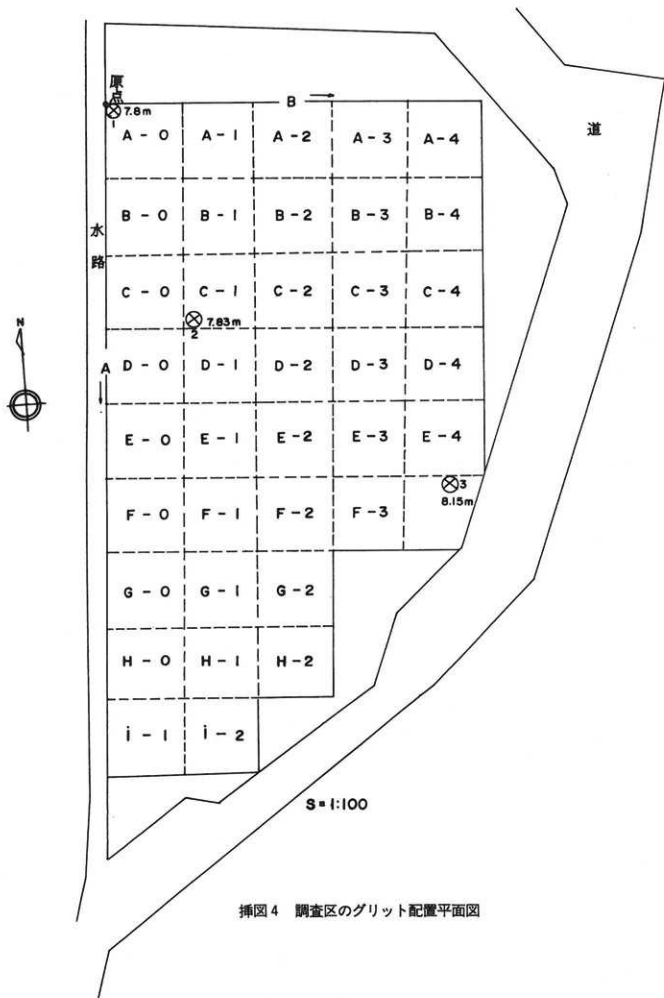 原点
B
7.8m
1
A-0 A-1 A-2 A-3 A-4
道
B-0 B-1 B-2 B-3 B-4
水路
C-0 C-1 C-2 C-3 C-4
7.83m
2
N
A
D-0 D-1 D-2 D-3 D-4
E-0 E-1 E-2 E-3 E-4
3
8.15m
F-0 F-1 F-2 F-3
G-0 G-1 G-2
H-0 H-1 H-2
i-1 i-2
S=1:100
挿図4 調査区のグリット配置平面図